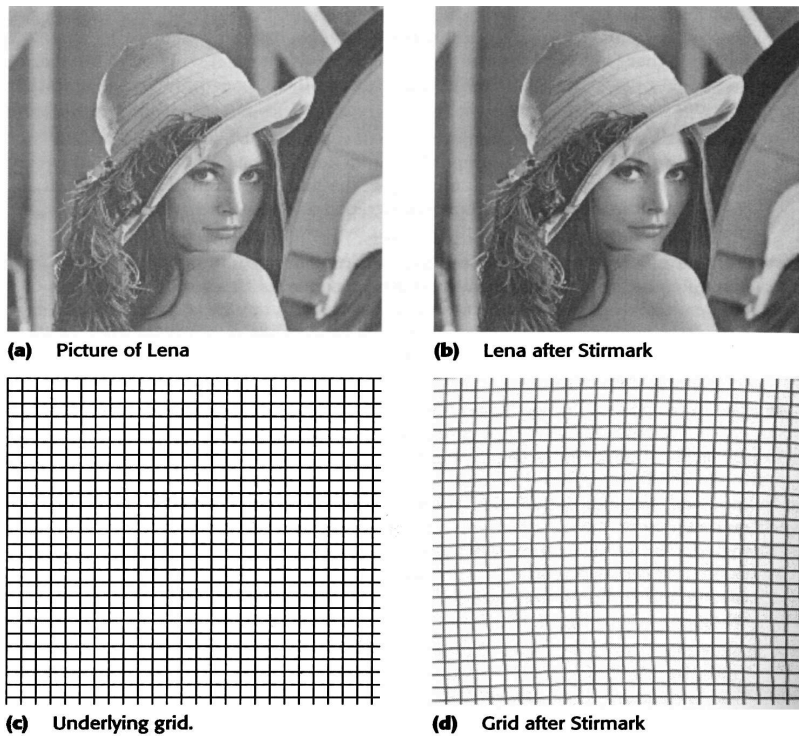 (a) Picture of Lena
(b) Lena after Stirmark
(c) Underlying grid.
(d) Grid after Stirmark